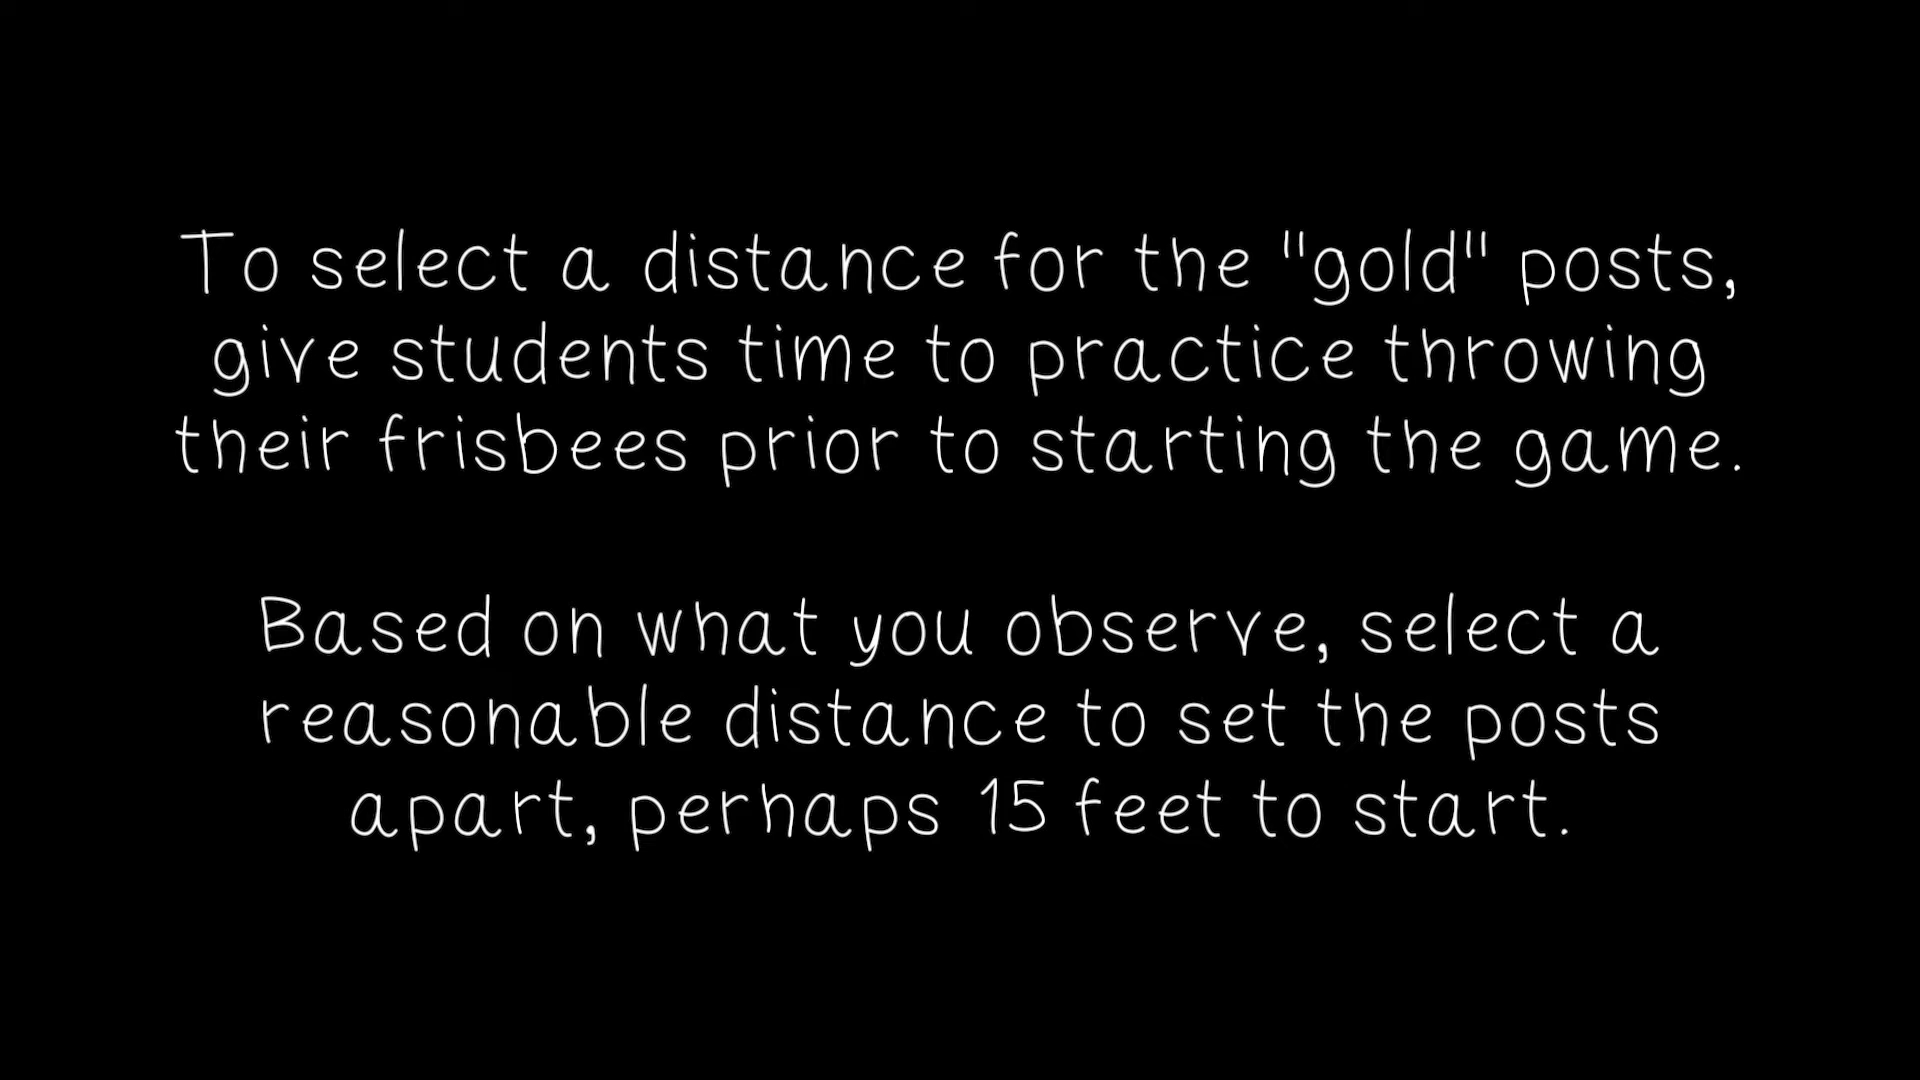 To select a distance for the "gold" posts,
give students time to practice throwing
their frisbees prior to starting the game.
Based on what you observe, select a
reasonable distance to set the posts
apart, perhaps 15 feet to start.